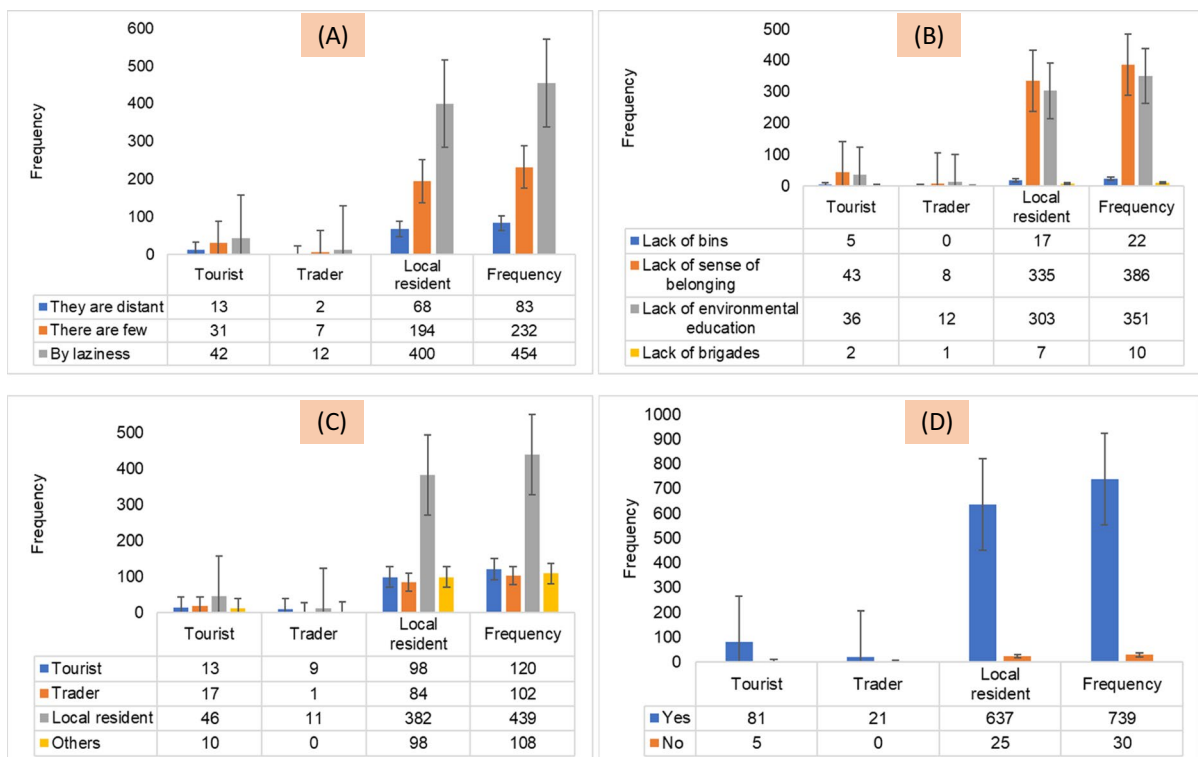 (A)
600
500
400
300
200
100
0
Frequency
Tourist Trader Local resident Frequency
They are distant 13 2 68 83
There are few 31 7 194 232
By laziness 42 12 400 454
(B)
500
400
300
200
100
0
Frequency
Tourist Trader Local resident Frequency
Lack of bins 5 0 17 22
Lack of sense of belonging 43 8 335 386
Lack of environmental education 36 12 303 351
Lack of brigades 2 1 7 10
(C)
500
400
300
200
100
0
Frequency
Tourist Trader Local resident Frequency
Tourist 13 9 98 120
Trader 17 1 84 102
Local resident 46 11 382 439
Others 10 0 98 108
(D)
1000
900
800
700
600
500
400
300
200
100
0
Frequency
Tourist Trader Local resident Frequency
Yes 81 21 637 739
No 5 0 25 30